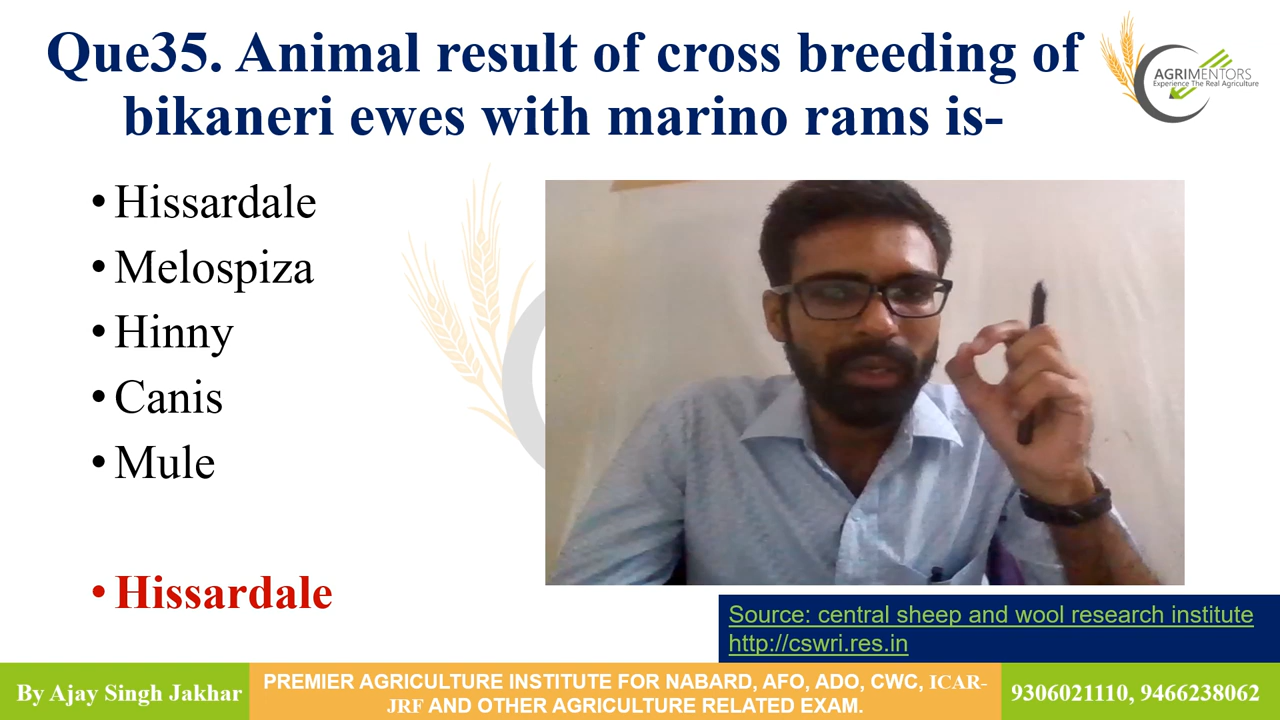 Que35. Animal result of cross breeding of
bikaneri ewes with marino rams is-
AGRIMENTORS
Experience The Real Agriculture
• Hissardale
• Melospiza
• Hinny
• Canis
• Mule
• Hissardale
Source: central sheep and wool research institute
http://cswri.res.in
By Ajay Singh Jakhar
PREMIER AGRICULTURE INSTITUTE FOR NABARD, AFO, ADO, CWC, ICAR-
JRF AND OTHER AGRICULTURE RELATED EXAM.
9306021110, 9466238062